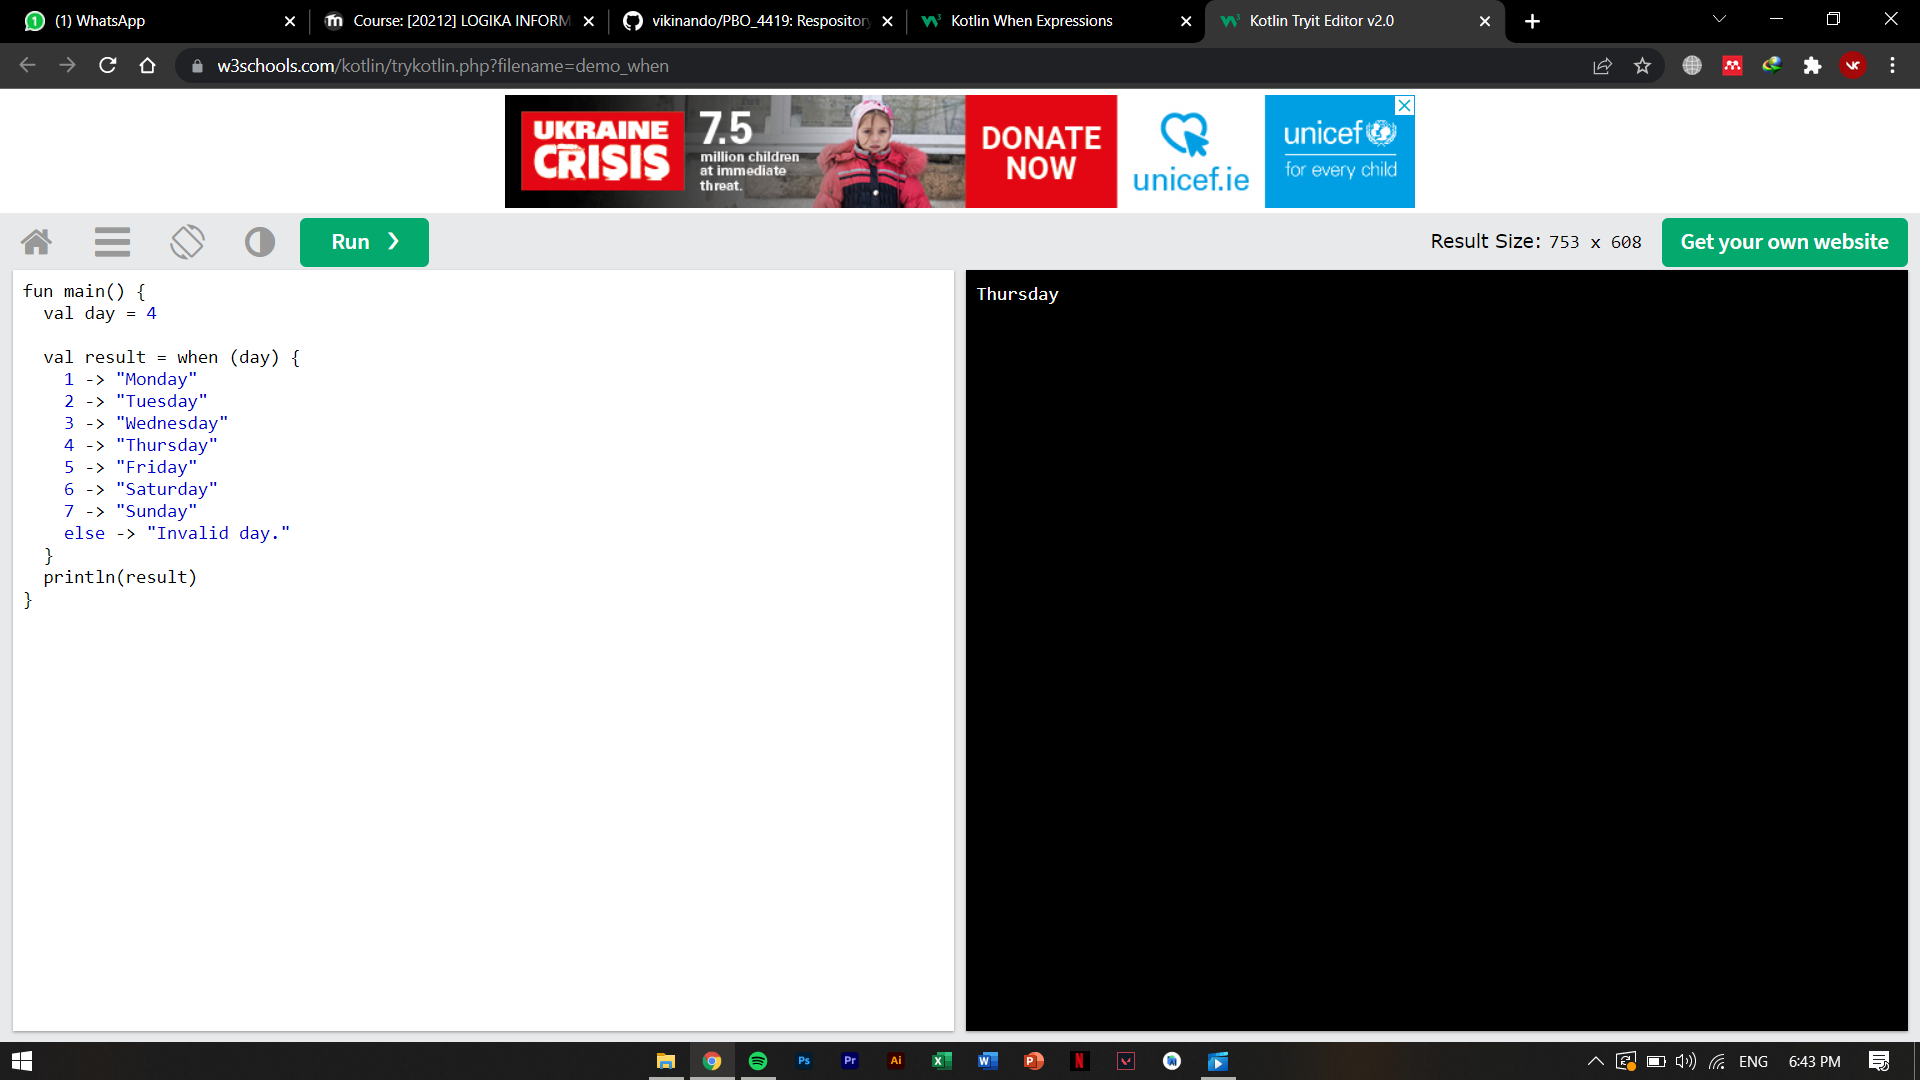 (1) WhatsApp
Course: [20212] LOGIKA INFORM
vikinando/PBO_4419: Respository
Kotlin When Expressions
Kotlin Tryit Editor v2.0
w3schools.com/kotlin/trykotlin.php?filename=demo_when
UKRAINE
CRISIS
7.5
million children
at immediate
threat.
DONATE
NOW
unicef.ie
unicef
for every child
Run ❯
Result Size: 753 x 608
Get your own website
fun main() {
  val day = 4
  val result = when (day) {
    1 -> "Monday"
    2 -> "Tuesday"
    3 -> "Wednesday"
    4 -> "Thursday"
    5 -> "Friday"
    6 -> "Saturday"
    7 -> "Sunday"
    else -> "Invalid day."
  }
  println(result)
}
Thursday
Ps
Pr
Ai
ENG
6:43 PM